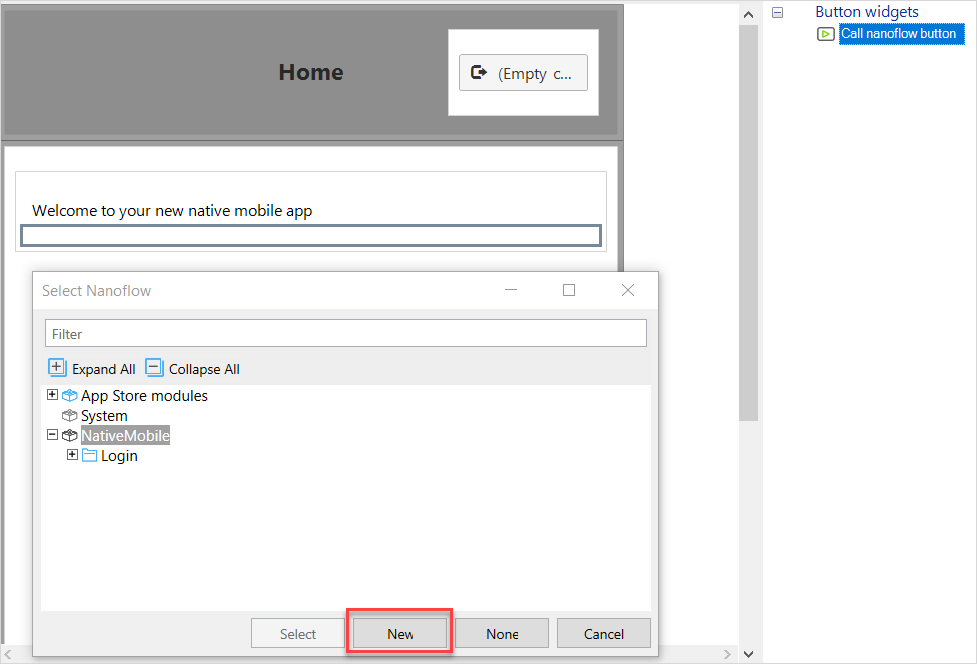 Button widgets
Call nanoflow button
Home
(Empty c...
Welcome to your new native mobile app
Select Nanoflow
Filter
Expand All Collapse All
App Store modules
System
NativeMobile
Login
Select New None Cancel